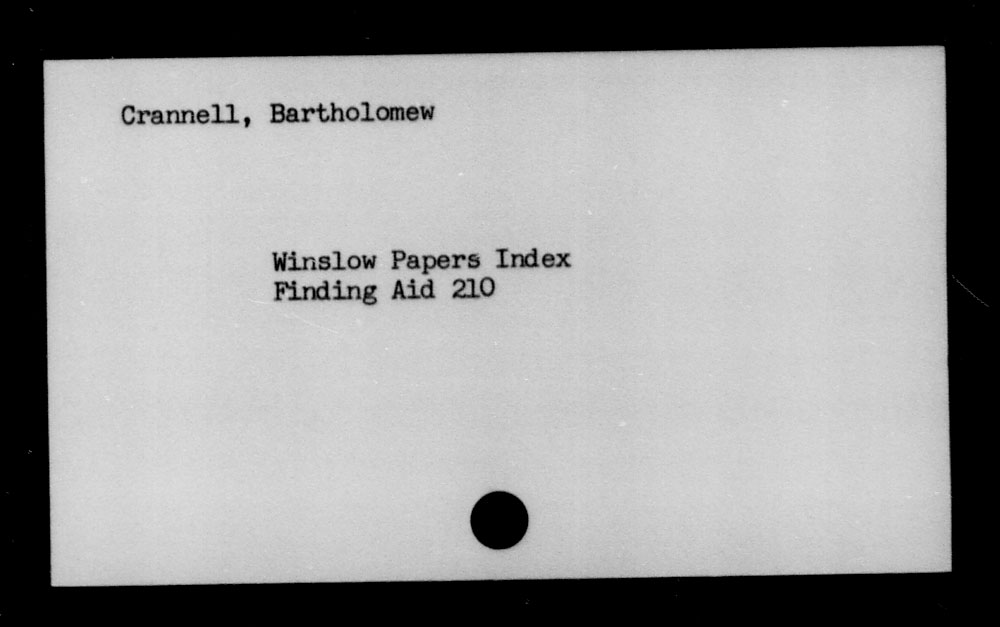 Crannell, Bartholomew
Winslow Papers Index
Finding Aid 210